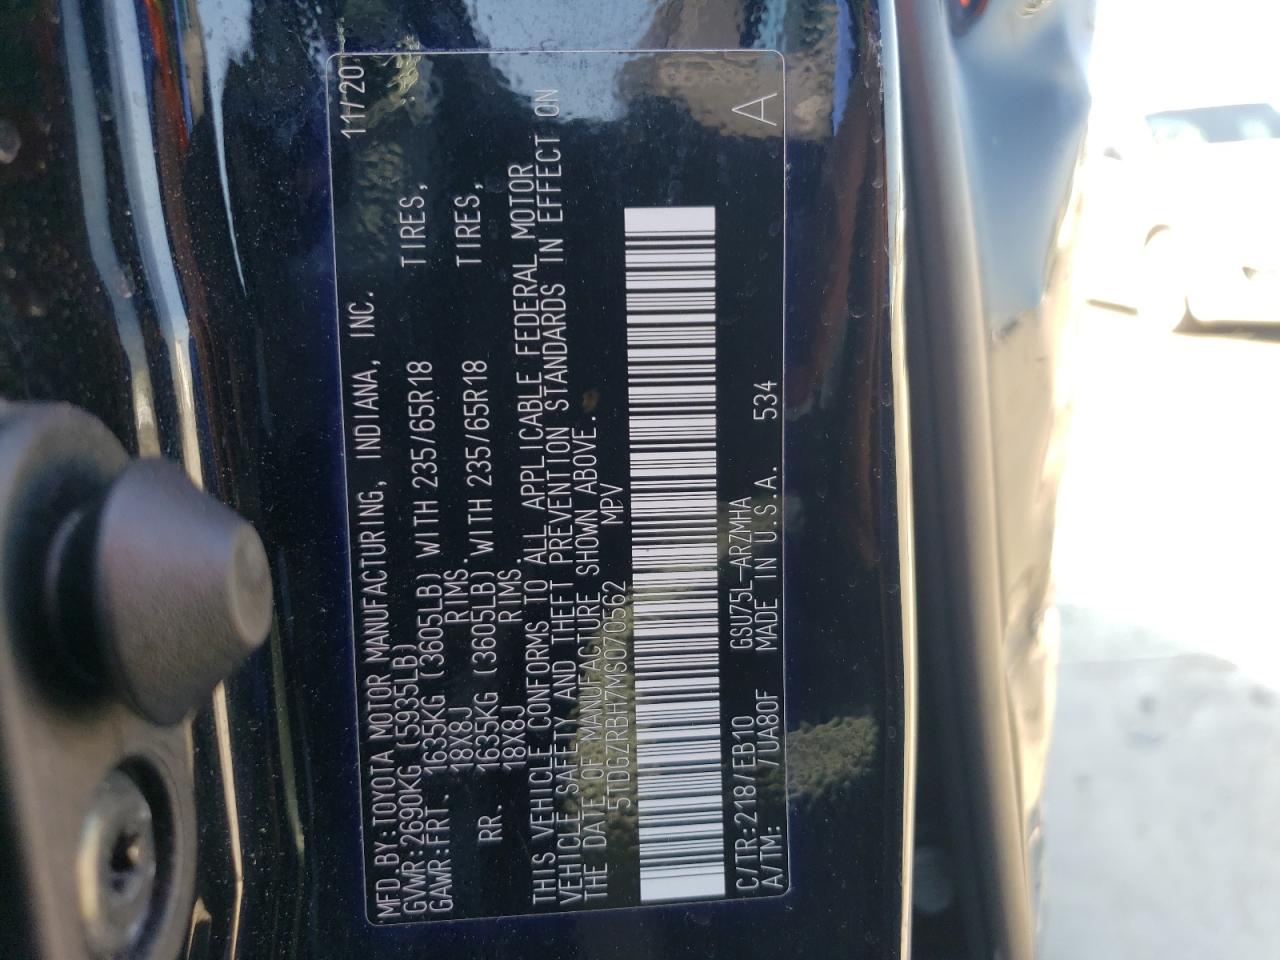 MFD.BY:TOYOTA MOTOR MANUFACTURING, INDIANA, INC. 11/20
GVWR:2690KG (5935LB)
GAWR:FRT. 1635KG (3605LB) WITH 235/65R18 TIRES,
18X8J RIMS.
RR. 1635KG (3605LB) WITH 235/65R18 TIRES,
18X8J RIMS.
THIS VEHICLE CONFORMS TO ALL APPLICABLE FEDERAL MOTOR
VEHICLE SAFETY AND THEFT PREVENTION STANDARDS IN EFFECT ON
THE DATE OF MANUFACTURE SHOWN ABOVE.
5TDGZRBH7MS070562 MPV
C/TR:218/EB10 GSU75L-ARZMHA
A/TM: /UA80F MADE IN U.S.A. 534 A